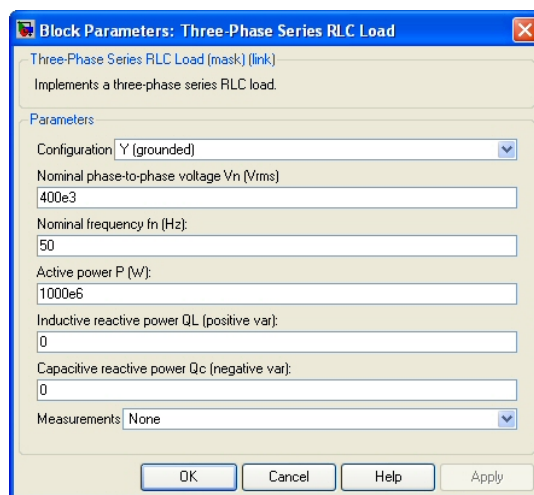 Block Parameters: Three-Phase Series RLC Load
Three-Phase Series RLC Load (mask) (link)
Implements a three-phase series RLC load.
Parameters
Configuration Y (grounded)
Nominal phase-to-phase voltage Vn (Vrms)
400e3
Nominal frequency fn (Hz):
50
Active power P (W):
1000e6
Inductive reactive power QL (positive var):
0
Capacitive reactive power Qc (negative var):
0
Measurements None
OK Cancel Help Apply